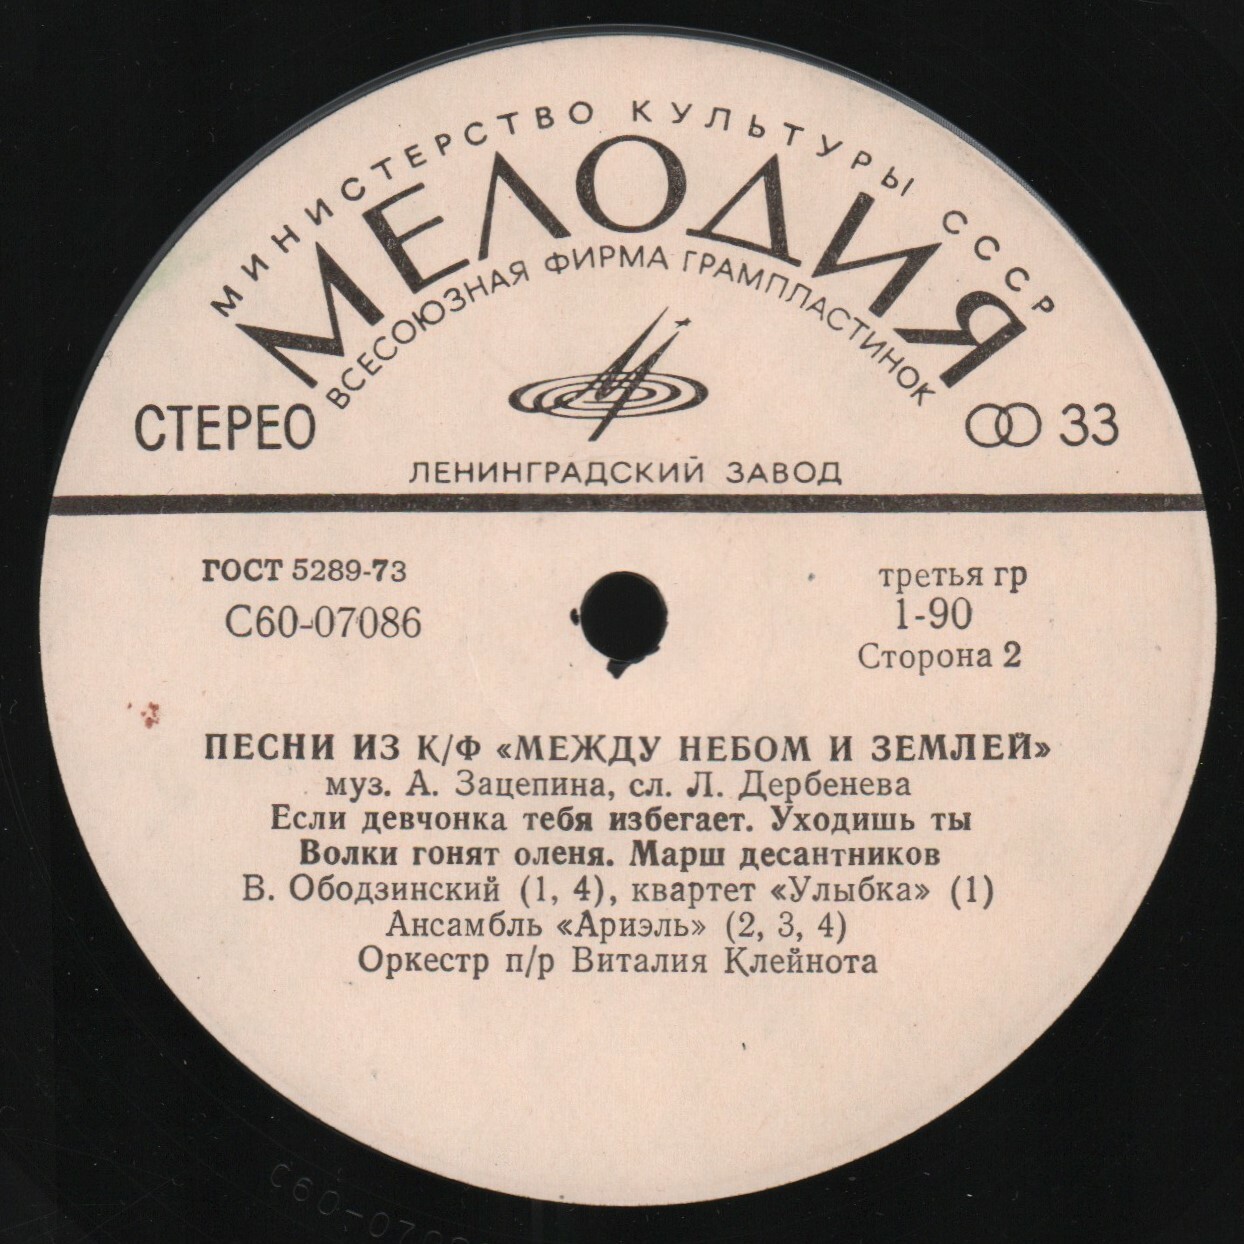 МИНИСТЕРСТВО КУЛЬТУРЫ СССР
МЕЛОДИЯ
ВСЕСОЮЗНАЯ ФИРМА ГРАМПЛАСТИНОК
СТЕРЕО
33
ЛЕНИНГРАДСКИЙ ЗАВОД
ГОСТ 5289-73
С60-07086
третья гр
1-90
Сторона 2
ПЕСНИ ИЗ К/Ф «МЕЖДУ НЕБОМ И ЗЕМЛЕЙ»
муз. А. Зацепина, сл. Л. Дербенева
Если девчонка тебя избегает. Уходишь ты
Волки гонят оленя. Марш десантников
В. Ободзинский (1, 4), квартет «Улыбка» (1)
Ансамбль «Ариэль» (2, 3, 4)
Оркестр п/р Виталия Клейнота